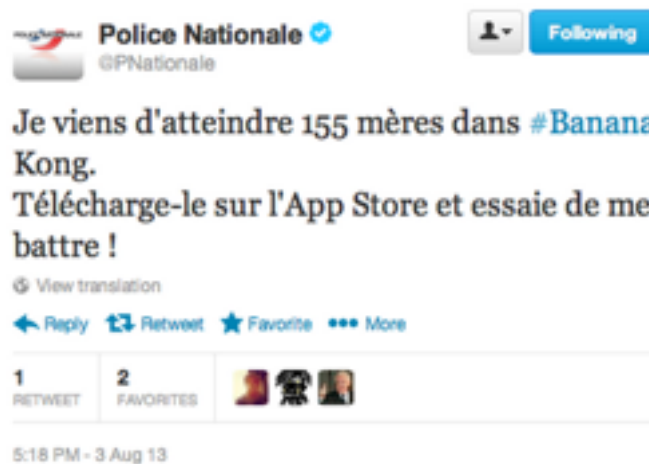 Police Nationale
@PNationale
Following
Je viens d'atteindre 155 mères dans #Banana
Kong.
Télécharge-le sur l'App Store et essaie de me
battre !
View translation
Reply Retweet Favorite More
1 2
RETWEET FAVORITES
5:18 PM - 3 Aug 13